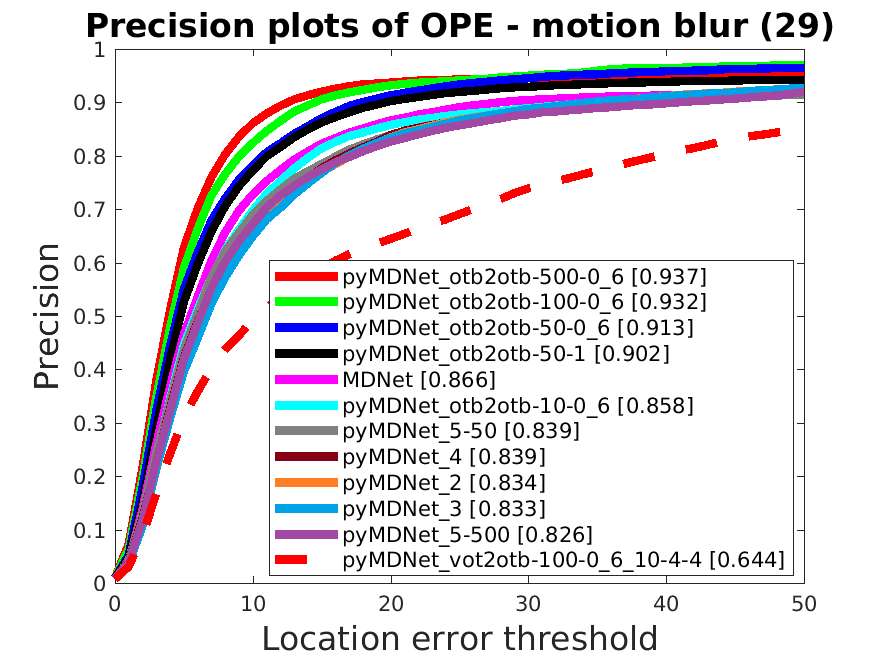 Precision plots of OPE - motion blur (29)
1
0.9
0.8
0.7
0.6
0.5
0.4
0.3
0.2
0.1
0
Precision
pyMDNet_otb2otb-500-0_6 [0.937]
pyMDNet_otb2otb-100-0_6 [0.932]
pyMDNet_otb2otb-50-0_6 [0.913]
pyMDNet_otb2otb-50-1 [0.902]
MDNet [0.866]
pyMDNet_otb2otb-10-0_6 [0.858]
pyMDNet_5-50 [0.839]
pyMDNet_4 [0.839]
pyMDNet_2 [0.834]
pyMDNet_3 [0.833]
pyMDNet_5-500 [0.826]
pyMDNet_vot2otb-100-0_6_10-4-4 [0.644]
0 10 20 30 40 50
Location error threshold